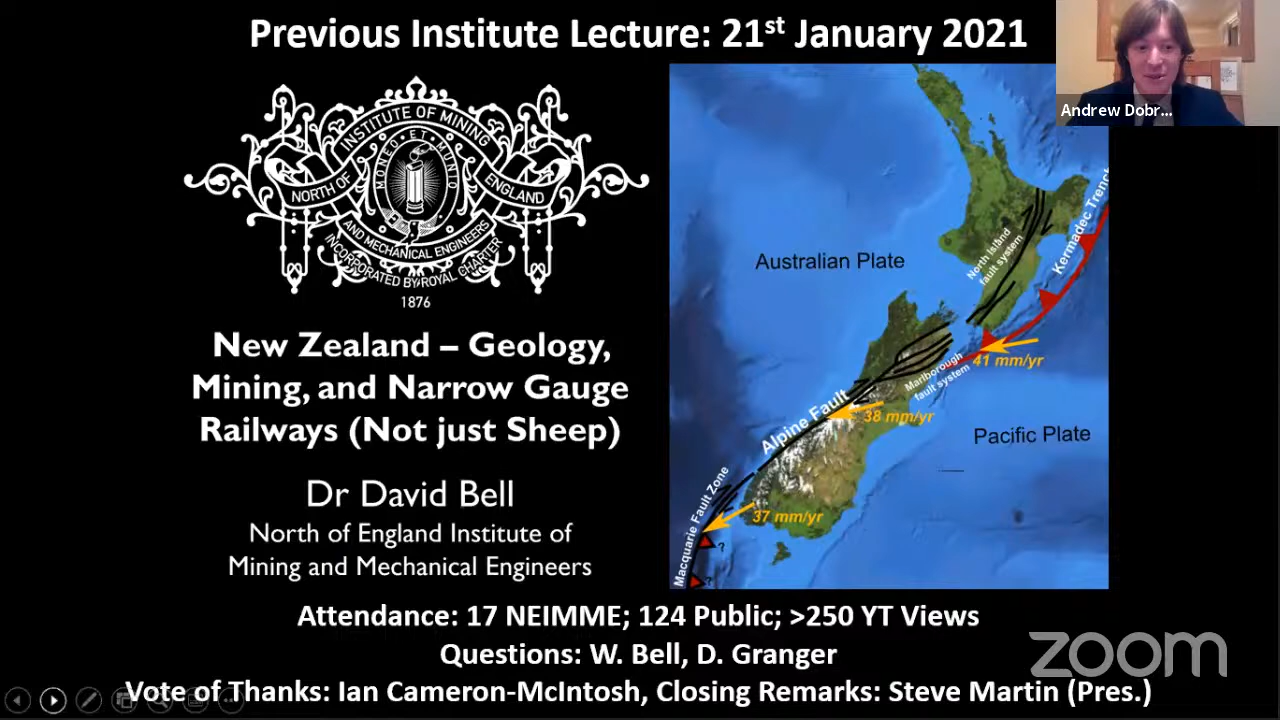 Previous Institute Lecture: 21st January 2021
Andrew Dobr...
INSTITUTE OF MINING
NORTH OF
ENGLAND
MONEO ET MUNIO
AND MECHANICAL ENGINEERS
INCORPORATED BY ROYAL CHARTER
1876
New Zealand – Geology,
Mining, and Narrow Gauge
Railways (Not just Sheep)
Dr David Bell
North of England Institute of
Mining and Mechanical Engineers
Australian Plate
North Island
fault system
Kermadec Trench
41 mm/yr
Marlborough
fault system
Alpine Fault
38 mm/yr
Pacific Plate
37 mm/yr
Macquarie Fault Zone
?
?
Attendance: 17 NEIMME; 124 Public; >250 YT Views
Questions: W. Bell, D. Granger
Vote of Thanks: Ian Cameron-McIntosh, Closing Remarks: Steve Martin (Pres.)
zoom